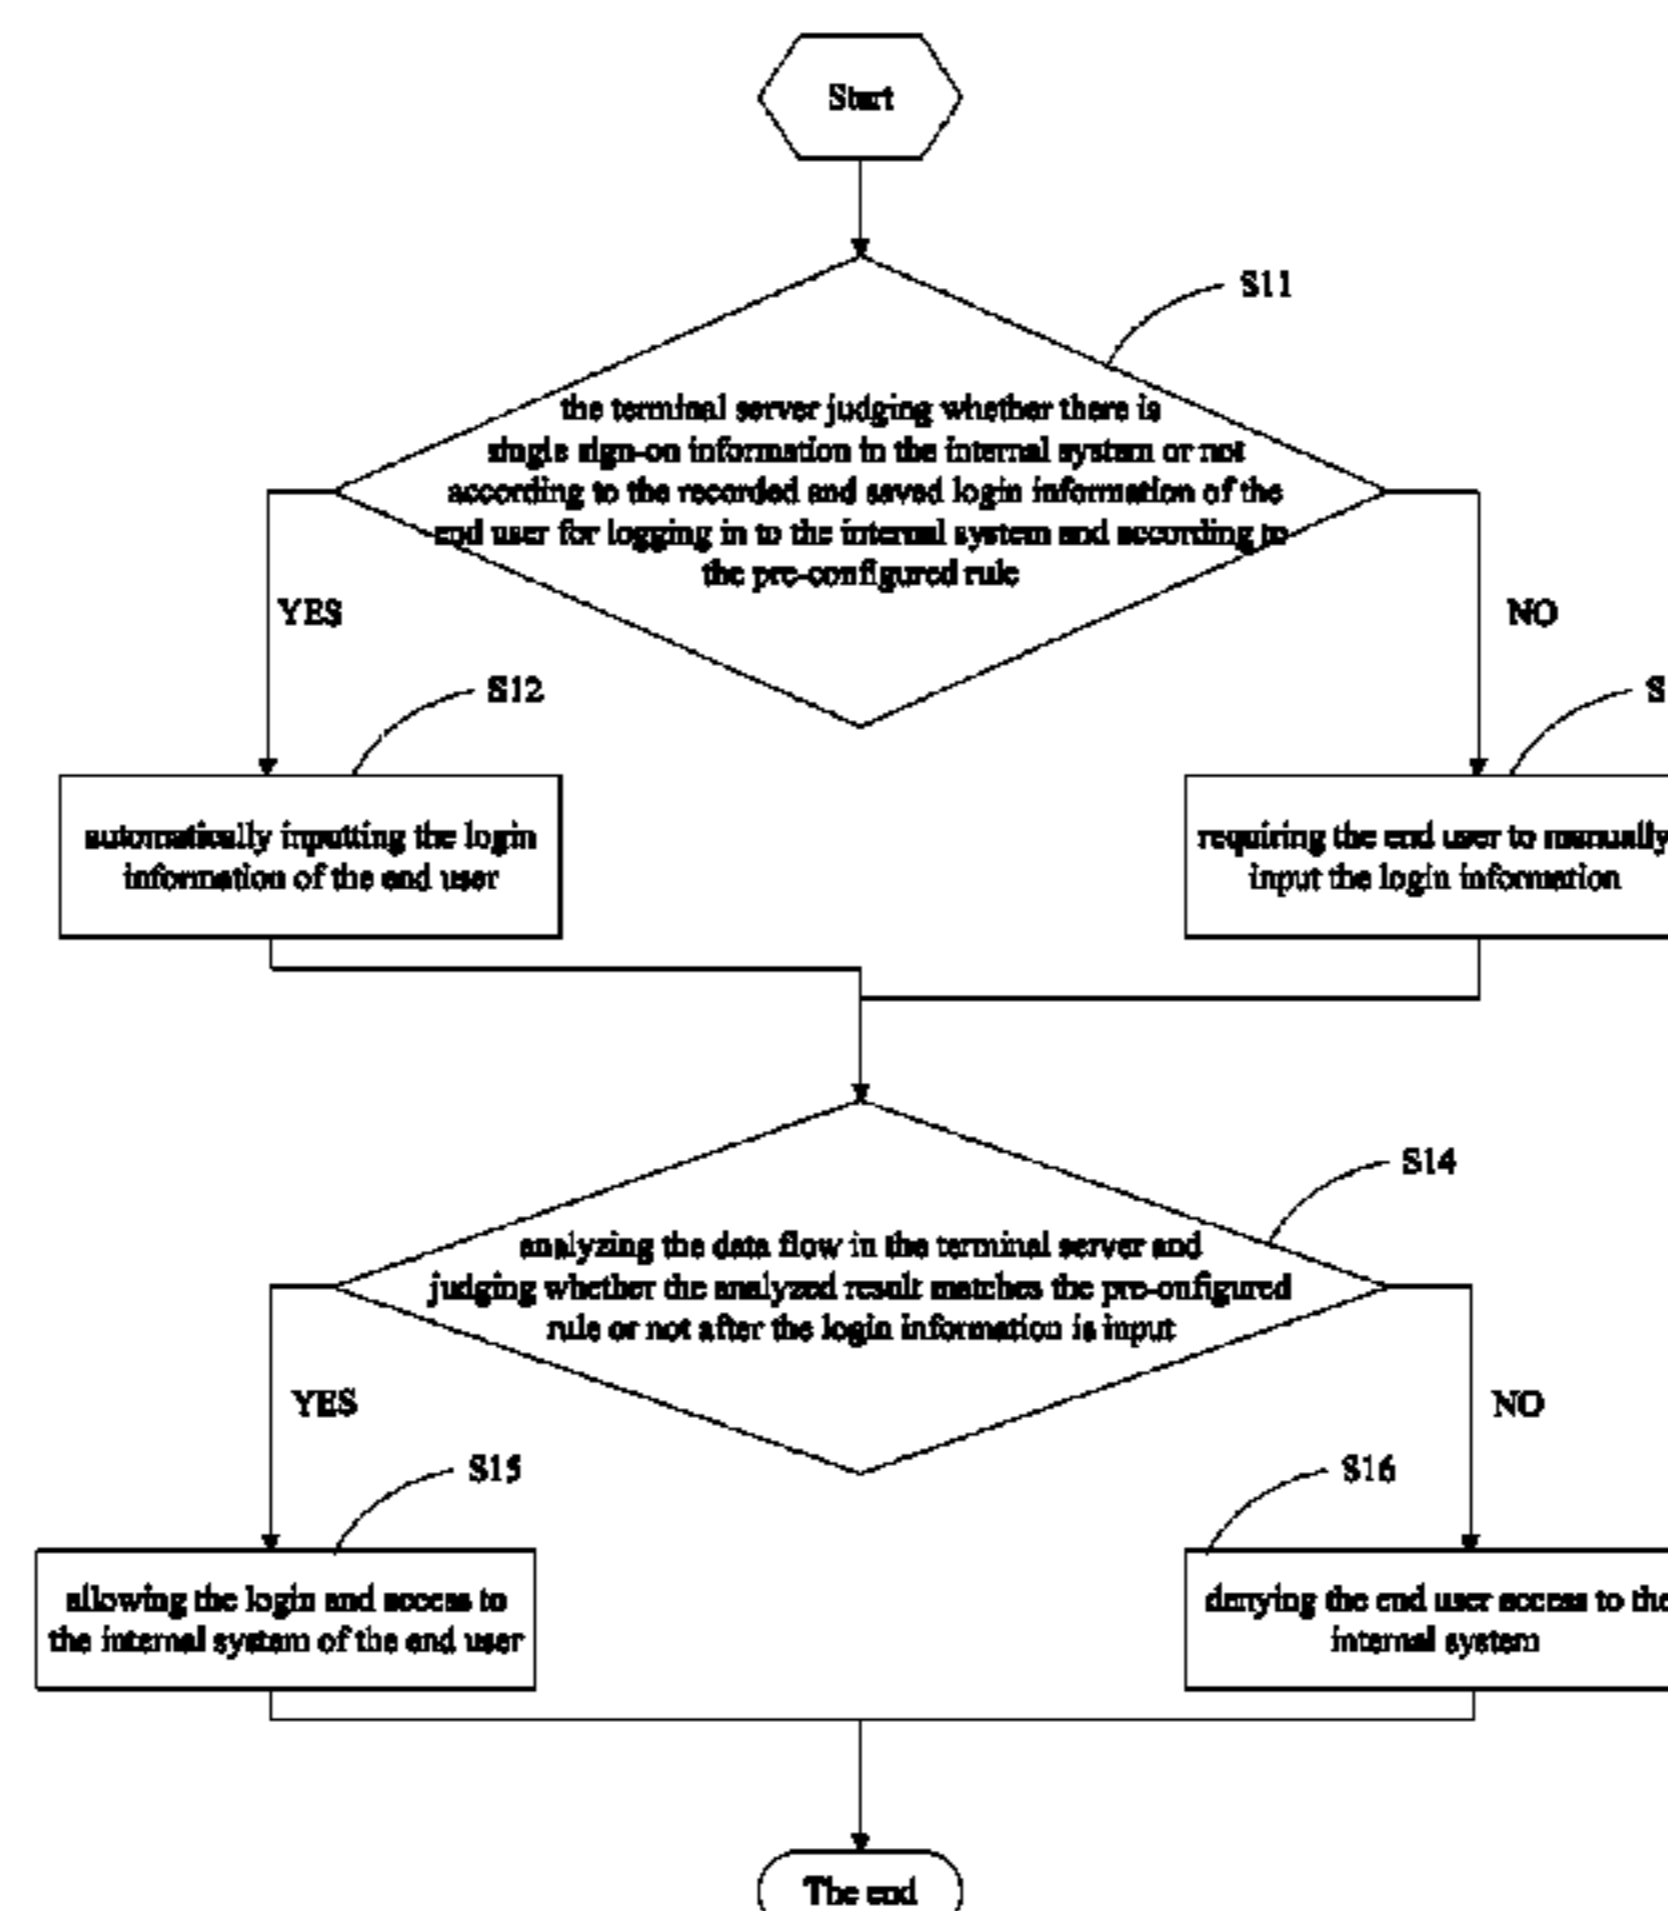 Start
S11
the terminal server judging whether there is
single sign-on information in the internal system or not
according to the recorded and saved login information of the
end user for logging in to the internal system and according to
the pre-configured rule
YES
NO
S12
S
automatically inputting the login
information of the end user
requiring the end user to manually
input the login information
S14
analyzing the data flow in the terminal server and
judging whether the analyzed result matches the pre-onfigured
rule or not after the login information is input
YES
NO
S15
S16
allowing the login and access to
the internal system of the end user
denying the end user access to the
internal system
The end